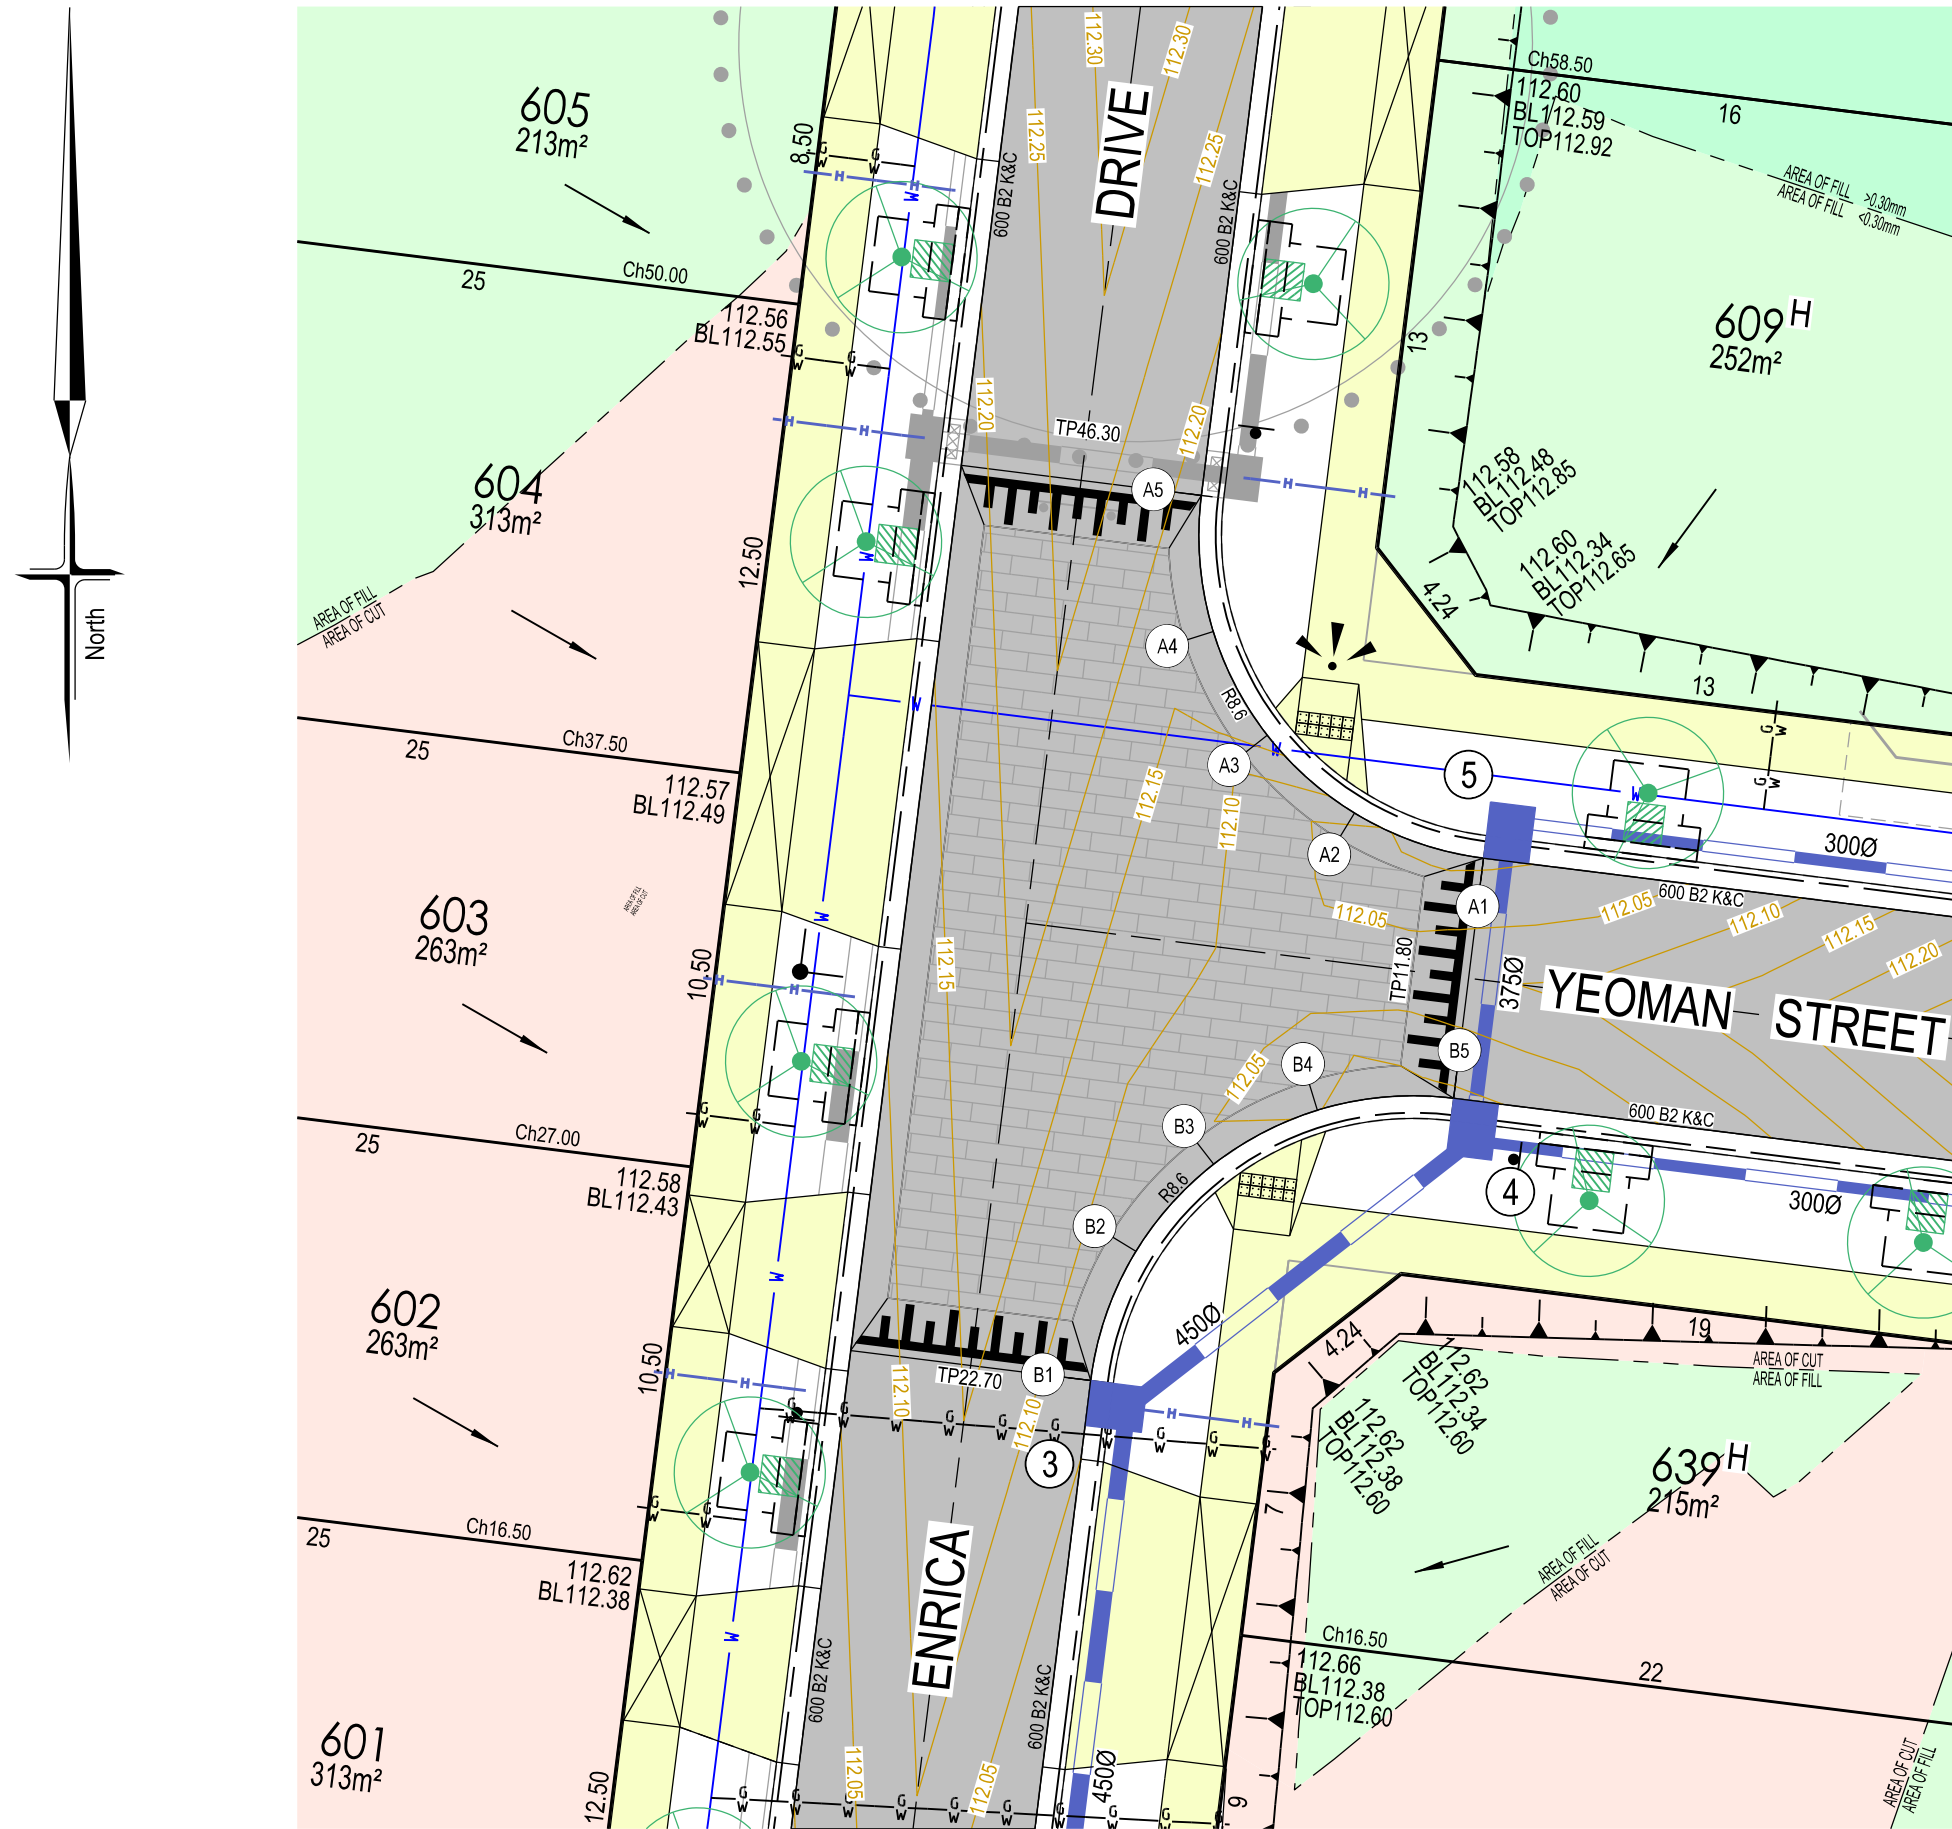 North
605
213m²
8.50
25
Ch50.00
112.56
BL112.55
604
313m²
12.50
AREA OF FILL
AREA OF CUT
25
Ch37.50
112.57
BL112.49
603
263m²
AREA OF FILL
AREA OF CUT
10.50
25
Ch27.00
112.58
BL112.43
602
263m²
10.50
25
Ch16.50
112.62
BL112.38
601
313m²
12.50
DRIVE
112.30
112.30
112.25
112.25
600 B2 K&C
600 B2 K&C
112.20
112.20
TP46.30
A5
A4
R8.6
A3
A2
A1
112.15
112.10
112.05
112.15
TP11.80
375Ø
YEOMAN STREET
112.05
112.10
112.15
112.20
600 B2 K&C
5
300Ø
B5
B4
B3
B2
B1
R8.6
112.05
600 B2 K&C
4
300Ø
450Ø
TP22.70
112.10
112.10
3
ENRICA
600 B2 K&C
600 B2 K&C
112.05
112.05
450Ø
Ch58.50
112.60
BL112.59
TOP112.92
16
AREA OF FILL >0.30mm
AREA OF FILL <0.30mm
609 H
252m²
13
112.58
BL112.48
TOP112.85
112.60
BL112.34
TOP112.65
4.24
13
4.24
19
AREA OF CUT
AREA OF FILL
112.62
BL112.34
TOP112.60
112.62
BL112.38
TOP112.60
639 H
215m²
7
AREA OF FILL
AREA OF CUT
Ch16.50
112.66
BL112.38
TOP112.60
22
9
AREA OF CUT
AREA OF FILL
H
H
H
H
H
H
H
H
H
H
H
H
H
H
W
W
W
W
W
W
W
W
G
W
G
W
G
W
G
W
G
W
G
W
G
W
G
W
G
W
G
W
G
W
G
W
G
W
G
W
G
W
G
W
G
W
G
W
G
W
G
W
G
W
G
W
G
W
G
W
G
W
G
W
G
W
G
W
G
W